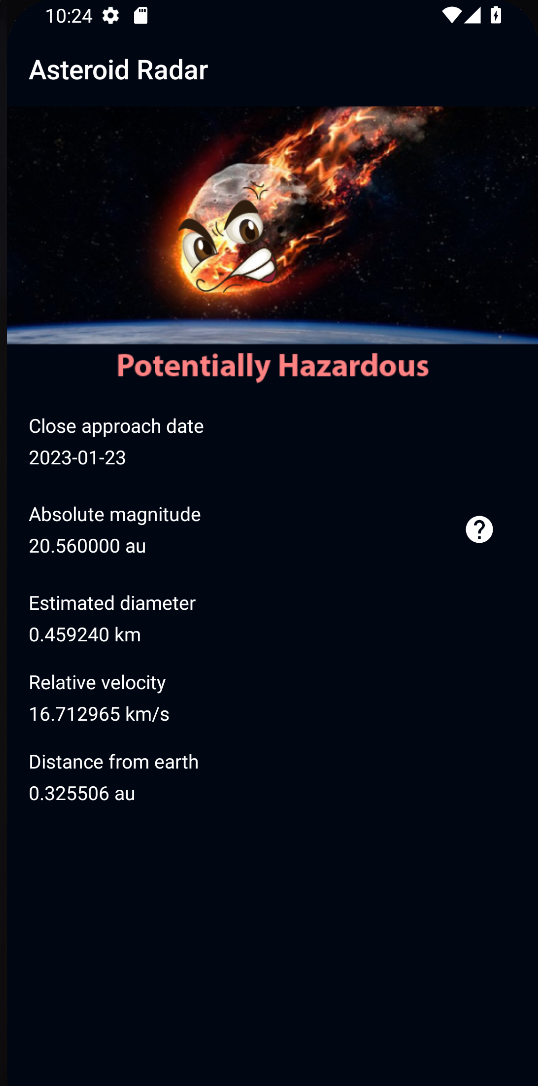 10:24
Asteroid Radar
Potentially Hazardous
Close approach date
2023-01-23
Absolute magnitude
20.560000 au
?
Estimated diameter
0.459240 km
Relative velocity
16.712965 km/s
Distance from earth
0.325506 au